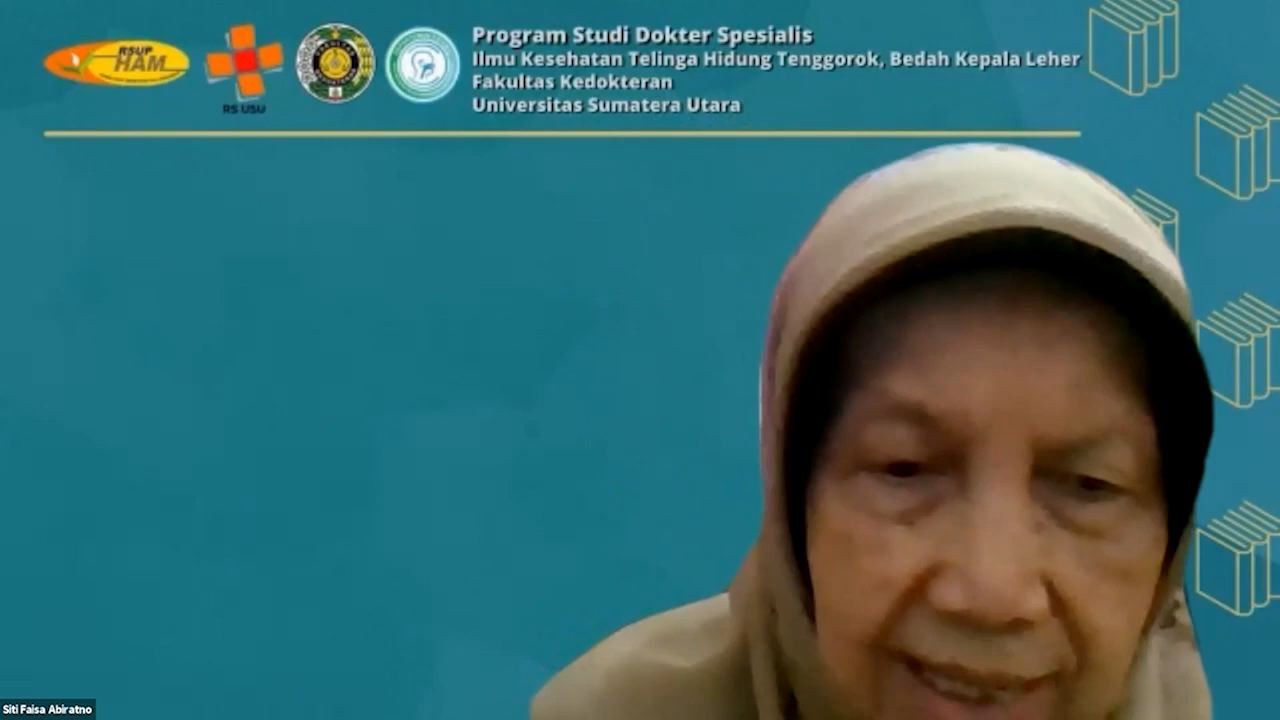 RSUP
HAM
RS USU
Program Studi Dokter Spesialis
Ilmu Kesehatan Telinga Hidung Tenggorok, Bedah Kepala Leher
Fakultas Kedokteran
Universitas Sumatera Utara
Siti Faisa Abiratno